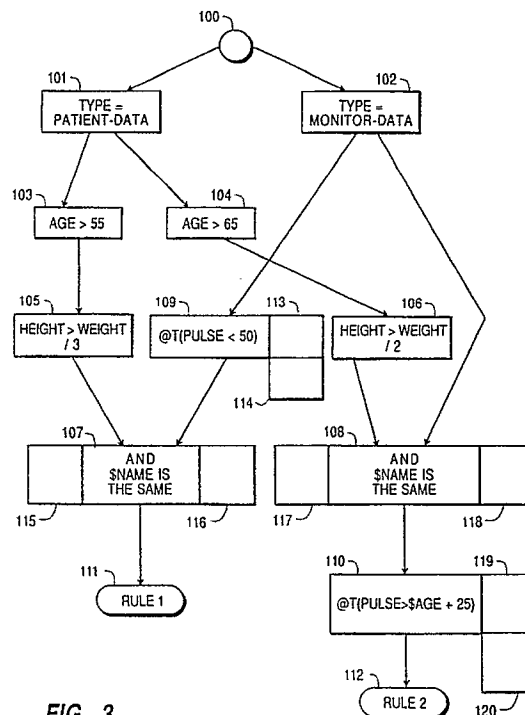 100
101
102
TYPE =
PATIENT-DATA
TYPE =
MONITOR-DATA
103
104
AGE > 55
AGE > 65
105
109
113
106
HEIGHT > WEIGHT
/ 3
@T(PULSE < 50)
HEIGHT > WEIGHT
/ 2
114
107
108
AND
$NAME IS
THE SAME
AND
$NAME IS
THE SAME
115
116
117
118
111
110
119
RULE 1
@T(PULSE>$AGE + 25)
112
RULE 2
120
FIG. 3